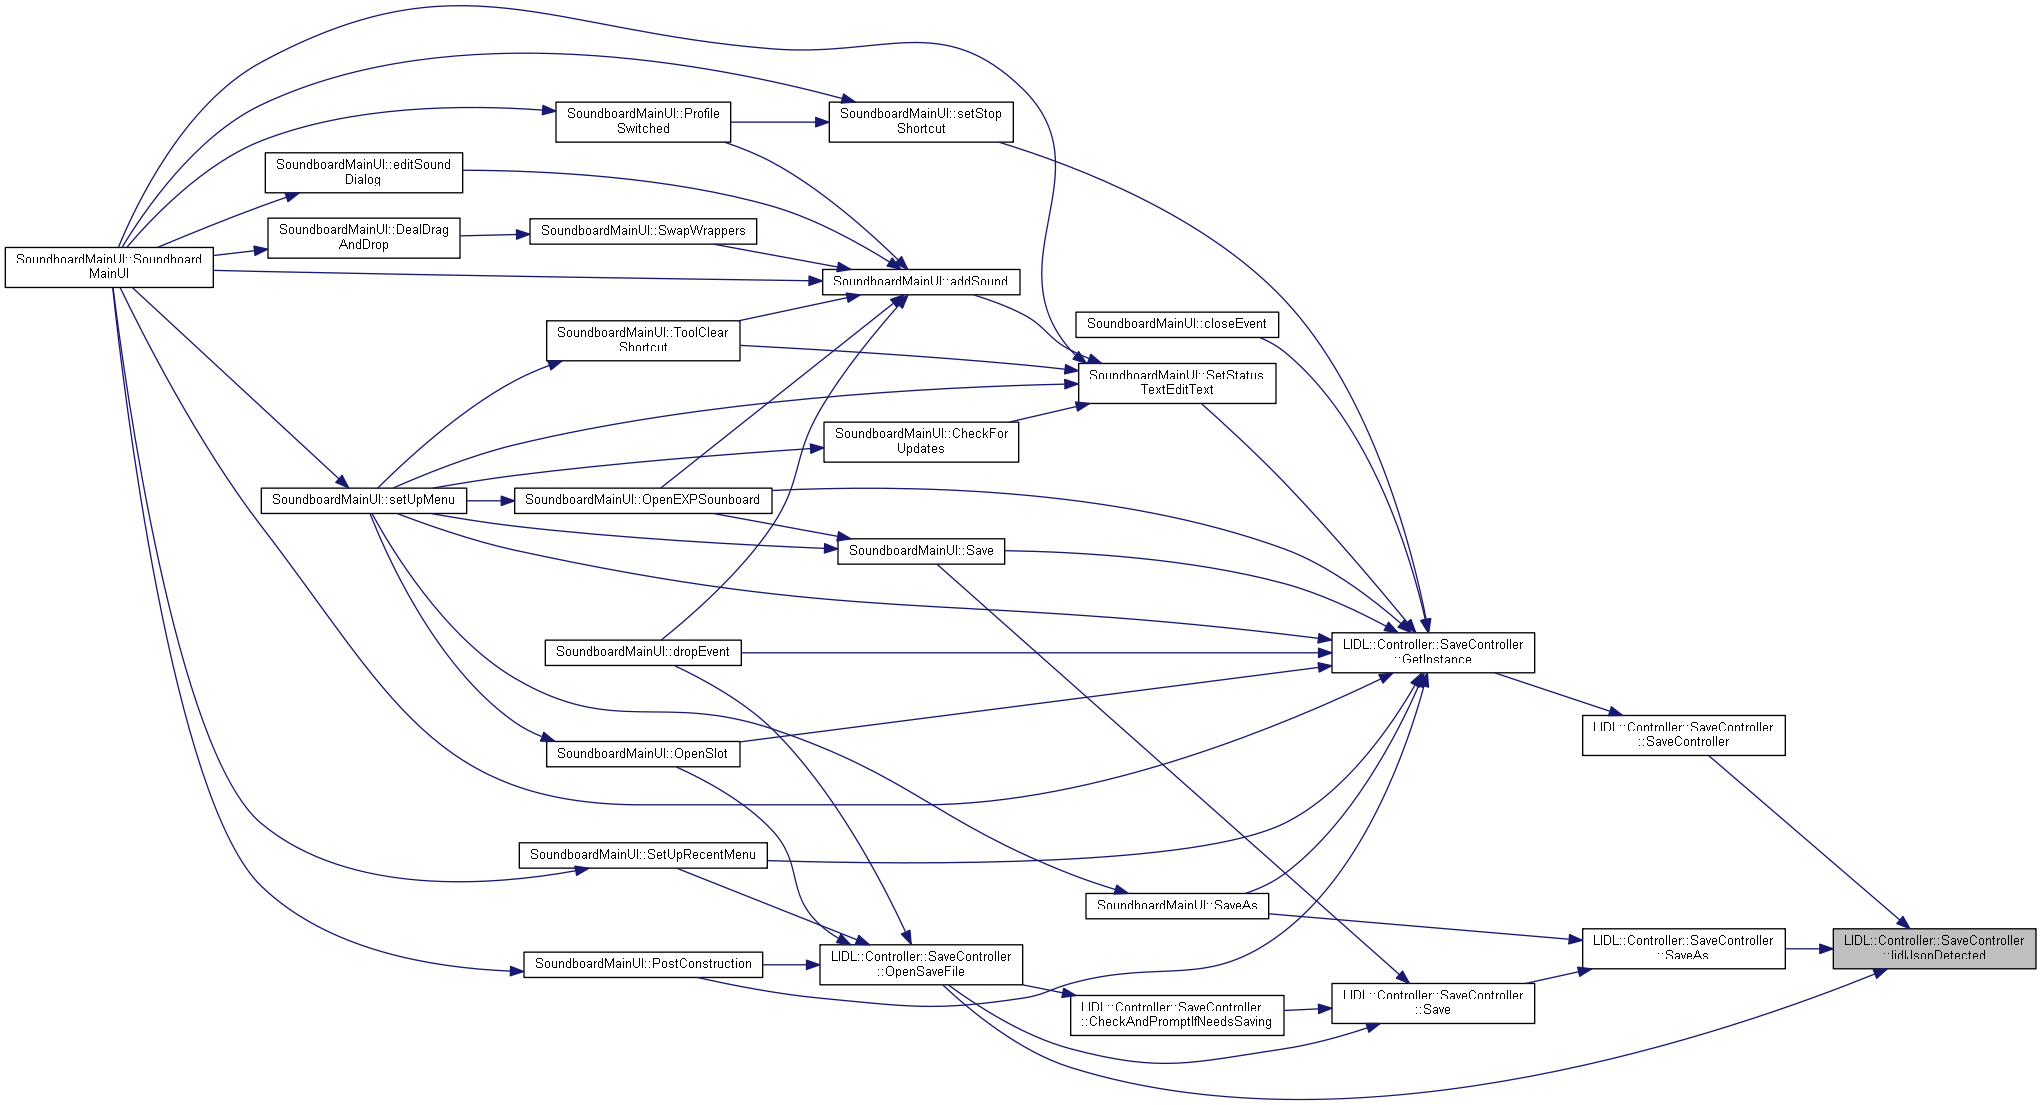 SoundboardMainUI::Profile
Switched
SoundboardMainUI::setStop
Shortcut
SoundboardMainUI::editSound
Dialog
SoundboardMainUI::DealDrag
AndDrop
SoundboardMainUI::SwapWrappers
SoundboardMainUI::Soundboard
MainUI
SoundboardMainUI::addSound
SoundboardMainUI::ToolClear
Shortcut
SoundboardMainUI::closeEvent
SoundboardMainUI::SetStatus
TextEditText
SoundboardMainUI::CheckFor
Updates
SoundboardMainUI::setUpMenu
SoundboardMainUI::OpenEXPSounboard
SoundboardMainUI::Save
SoundboardMainUI::dropEvent
LIDL::Controller::SaveController
::GetInstance
LIDL::Controller::SaveController
::SaveController
SoundboardMainUI::OpenSlot
SoundboardMainUI::SetUpRecentMenu
SoundboardMainUI::SaveAs
LIDL::Controller::SaveController
::SaveAs
LIDL::Controller::SaveController
::lidlJsonDetected
SoundboardMainUI::PostConstruction
LIDL::Controller::SaveController
::OpenSaveFile
LIDL::Controller::SaveController
::CheckAndPromptIfNeedsSaving
LIDL::Controller::SaveController
::Save